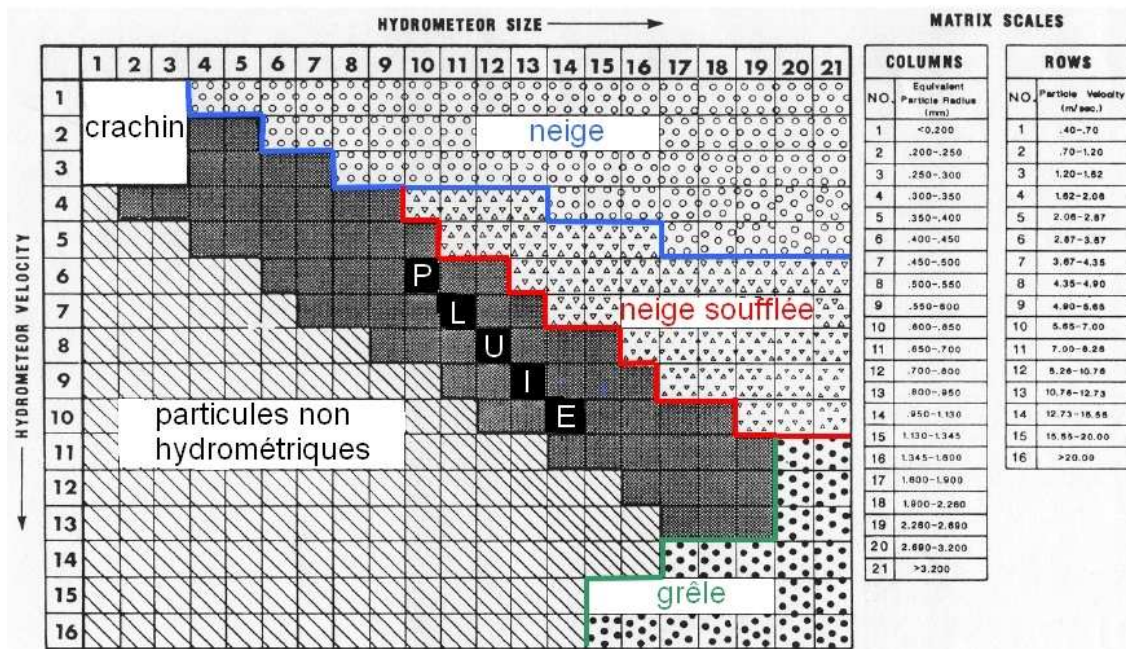 HYDROMETEOR SIZE
HYDROMETEOR VELOCITY
1 2 3 4 5 6 7 8 9 10 11 12 13 14 15 16 17 18 19 20 21
1
2
3
4
5
6
7
8
9
10
11
12
13
14
15
16
crachin
neige
P
L
U
I
E
neige soufflée
particules non
hydrométriques
grêle
MATRIX SCALES
COLUMNS
NO. Equivalent
Particle Radius
(mm)
1 <0.200
2 .200-.250
3 .250-.300
4 .300-.350
5 .350-.400
6 .400-.450
7 .450-.500
8 .500-.550
9 .550-600
10 .600-.650
11 .650-.700
12 .700-.800
13 .800-.950
14 .950-1.130
15 1.130-1.345
16 1.345-1.600
17 1.600-1.900
18 1.900-2.260
19 2.260-2.690
20 2.690-3.200
21 >3.200
ROWS
NO. Particle Velocity
(m/sec.)
1 .40-.70
2 .70-1.20
3 1.20-1.62
4 1.62-2.06
5 2.06-2.87
6 2.87-3.67
7 3.67-4.35
8 4.35-4.90
9 4.90-5.65
10 5.65-7.00
11 7.00-8.26
12 8.26-10.76
13 10.76-12.73
14 12.73-15.55
15 15.55-20.00
16 >20.00